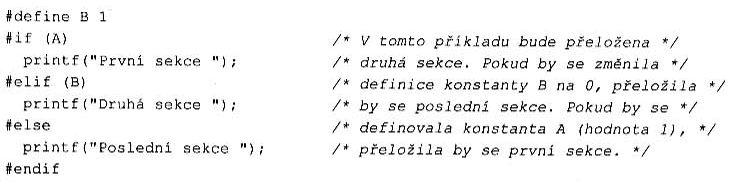 #define B 1
#if (A) /* V tomto příkladu bude přeložena */
printf("První sekce "); /* druhá sekce. Pokud by se změnila */
#elif (B) /* definice konstanty B na 0, přeložila */
printf("Druhá sekce "); /* by se poslední sekce. Pokud by se */
#else /* definovala konstanta A (hodnota 1), */
printf("Poslední sekce "); /* přeložila by se první sekce. */
#endif